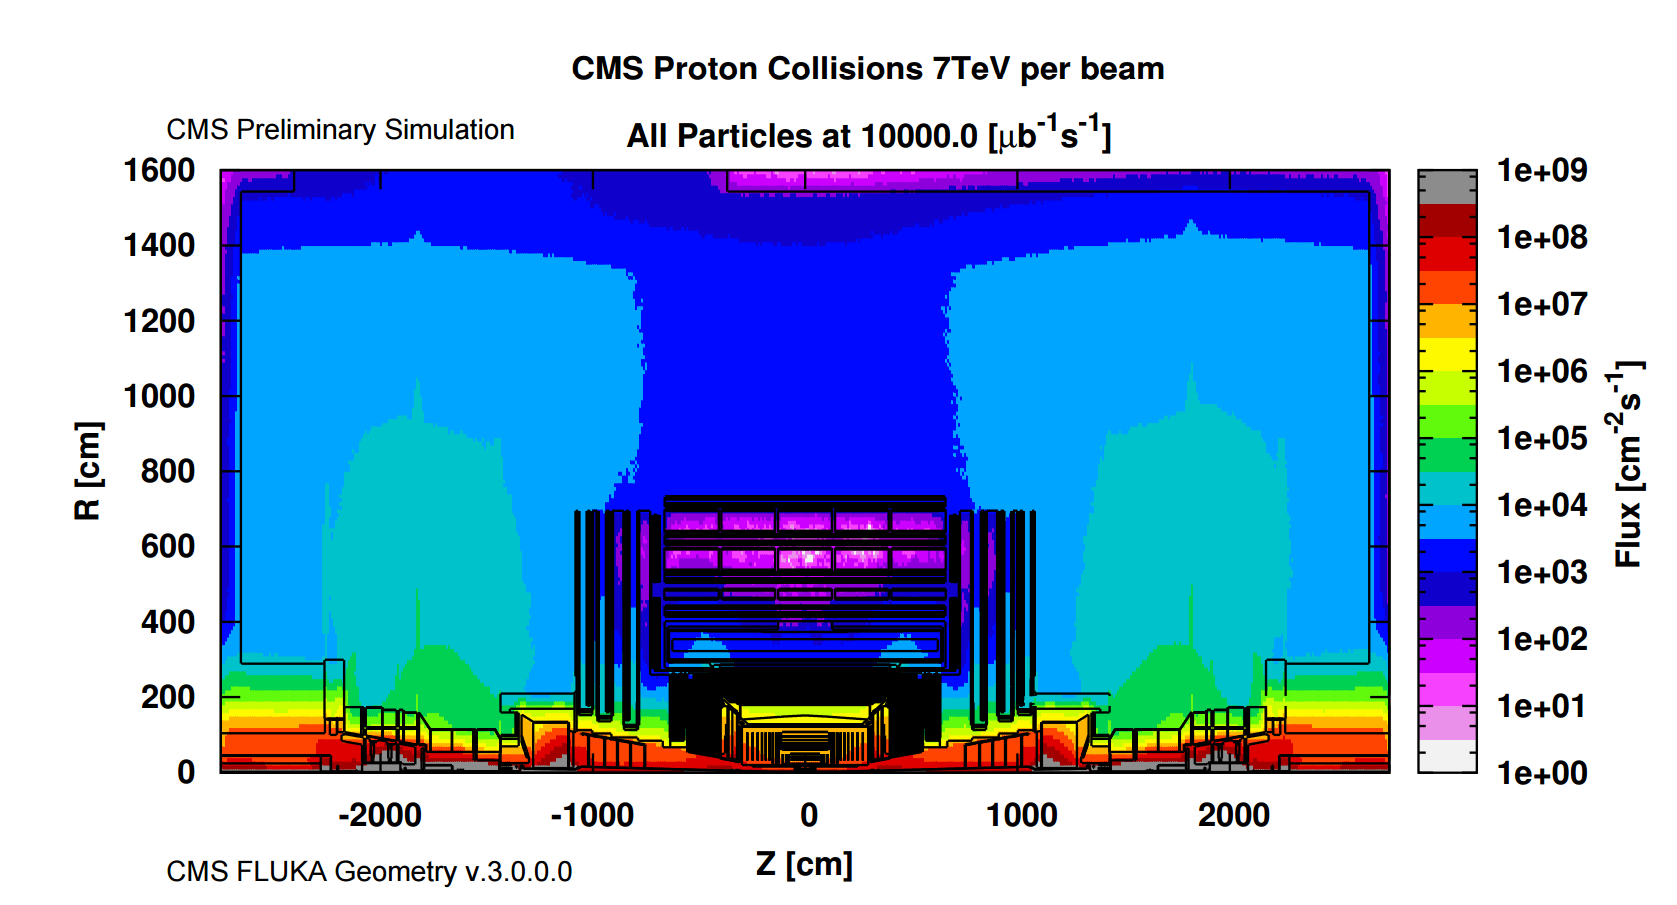 CMS Proton Collisions 7TeV per beam
CMS Preliminary Simulation
All Particles at 10000.0 [μb⁻¹s⁻¹]
1600
1400
1200
1000
800
600
400
200
0
R [cm]
-2000
-1000
0
1000
2000
Z [cm]
1e+09
1e+08
1e+07
1e+06
1e+05
1e+04
1e+03
1e+02
1e+01
1e+00
Flux [cm⁻²s⁻¹]
CMS FLUKA Geometry v.3.0.0.0